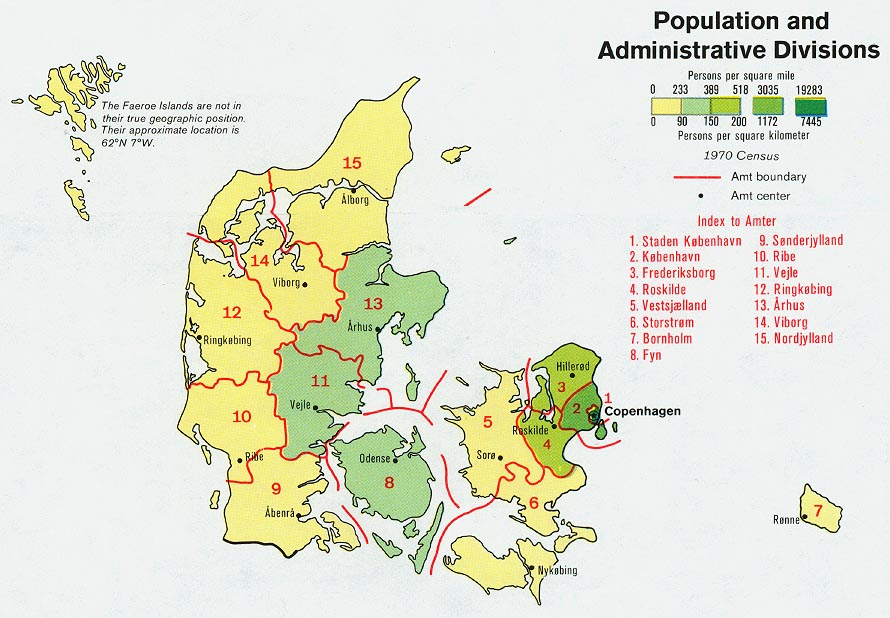 Population and
Administrative Divisions
Persons per square mile
0 233 389 518 3035 19283
0 90 150 200 1172 7445
Persons per square kilometer
1970 Census
Amt boundary
Amt center
Index to Amter
1. Staden København
2. København
3. Frederiksborg
4. Roskilde
5. Vestsjælland
6. Storstrøm
7. Bornholm
8. Fyn
9. Sønderjylland
10. Ribe
11. Vejle
12. Ringkøbing
13. Århus
14. Viborg
15. Nordjylland
The Faeroe Islands are not in
their true geographic position.
Their approximate location is
62°N 7°W.
15
Ålborg
14
Viborg
13
12
Århus
Ringkøbing
11
Vejle
10
Ribe
9
Åbenrå
Odense
8
Hillerød
3
1
2
Copenhagen
5
Roskilde
4
Sorø
6
Nykøbing
7
Rønne